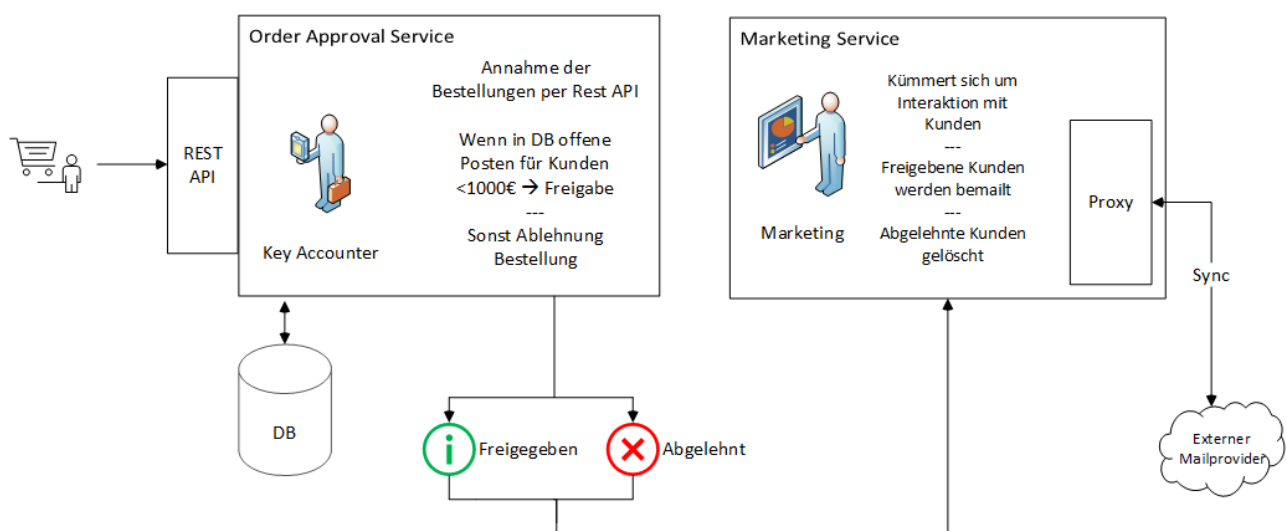 Order Approval Service
Annahme der
Bestellungen per Rest API
Wenn in DB offene
Posten für Kunden
<1000€ → Freigabe
---
Sonst Ablehnung
Bestellung
REST
API
Key Accounter
DB
Freigegeben
Abgelehnt
Marketing Service
Kümmert sich um
Interaktion mit
Kunden
---
Freigebene Kunden
werden bemailt
---
Abgelehnte Kunden
gelöscht
Marketing
Proxy
Sync
Externer
Mailprovider